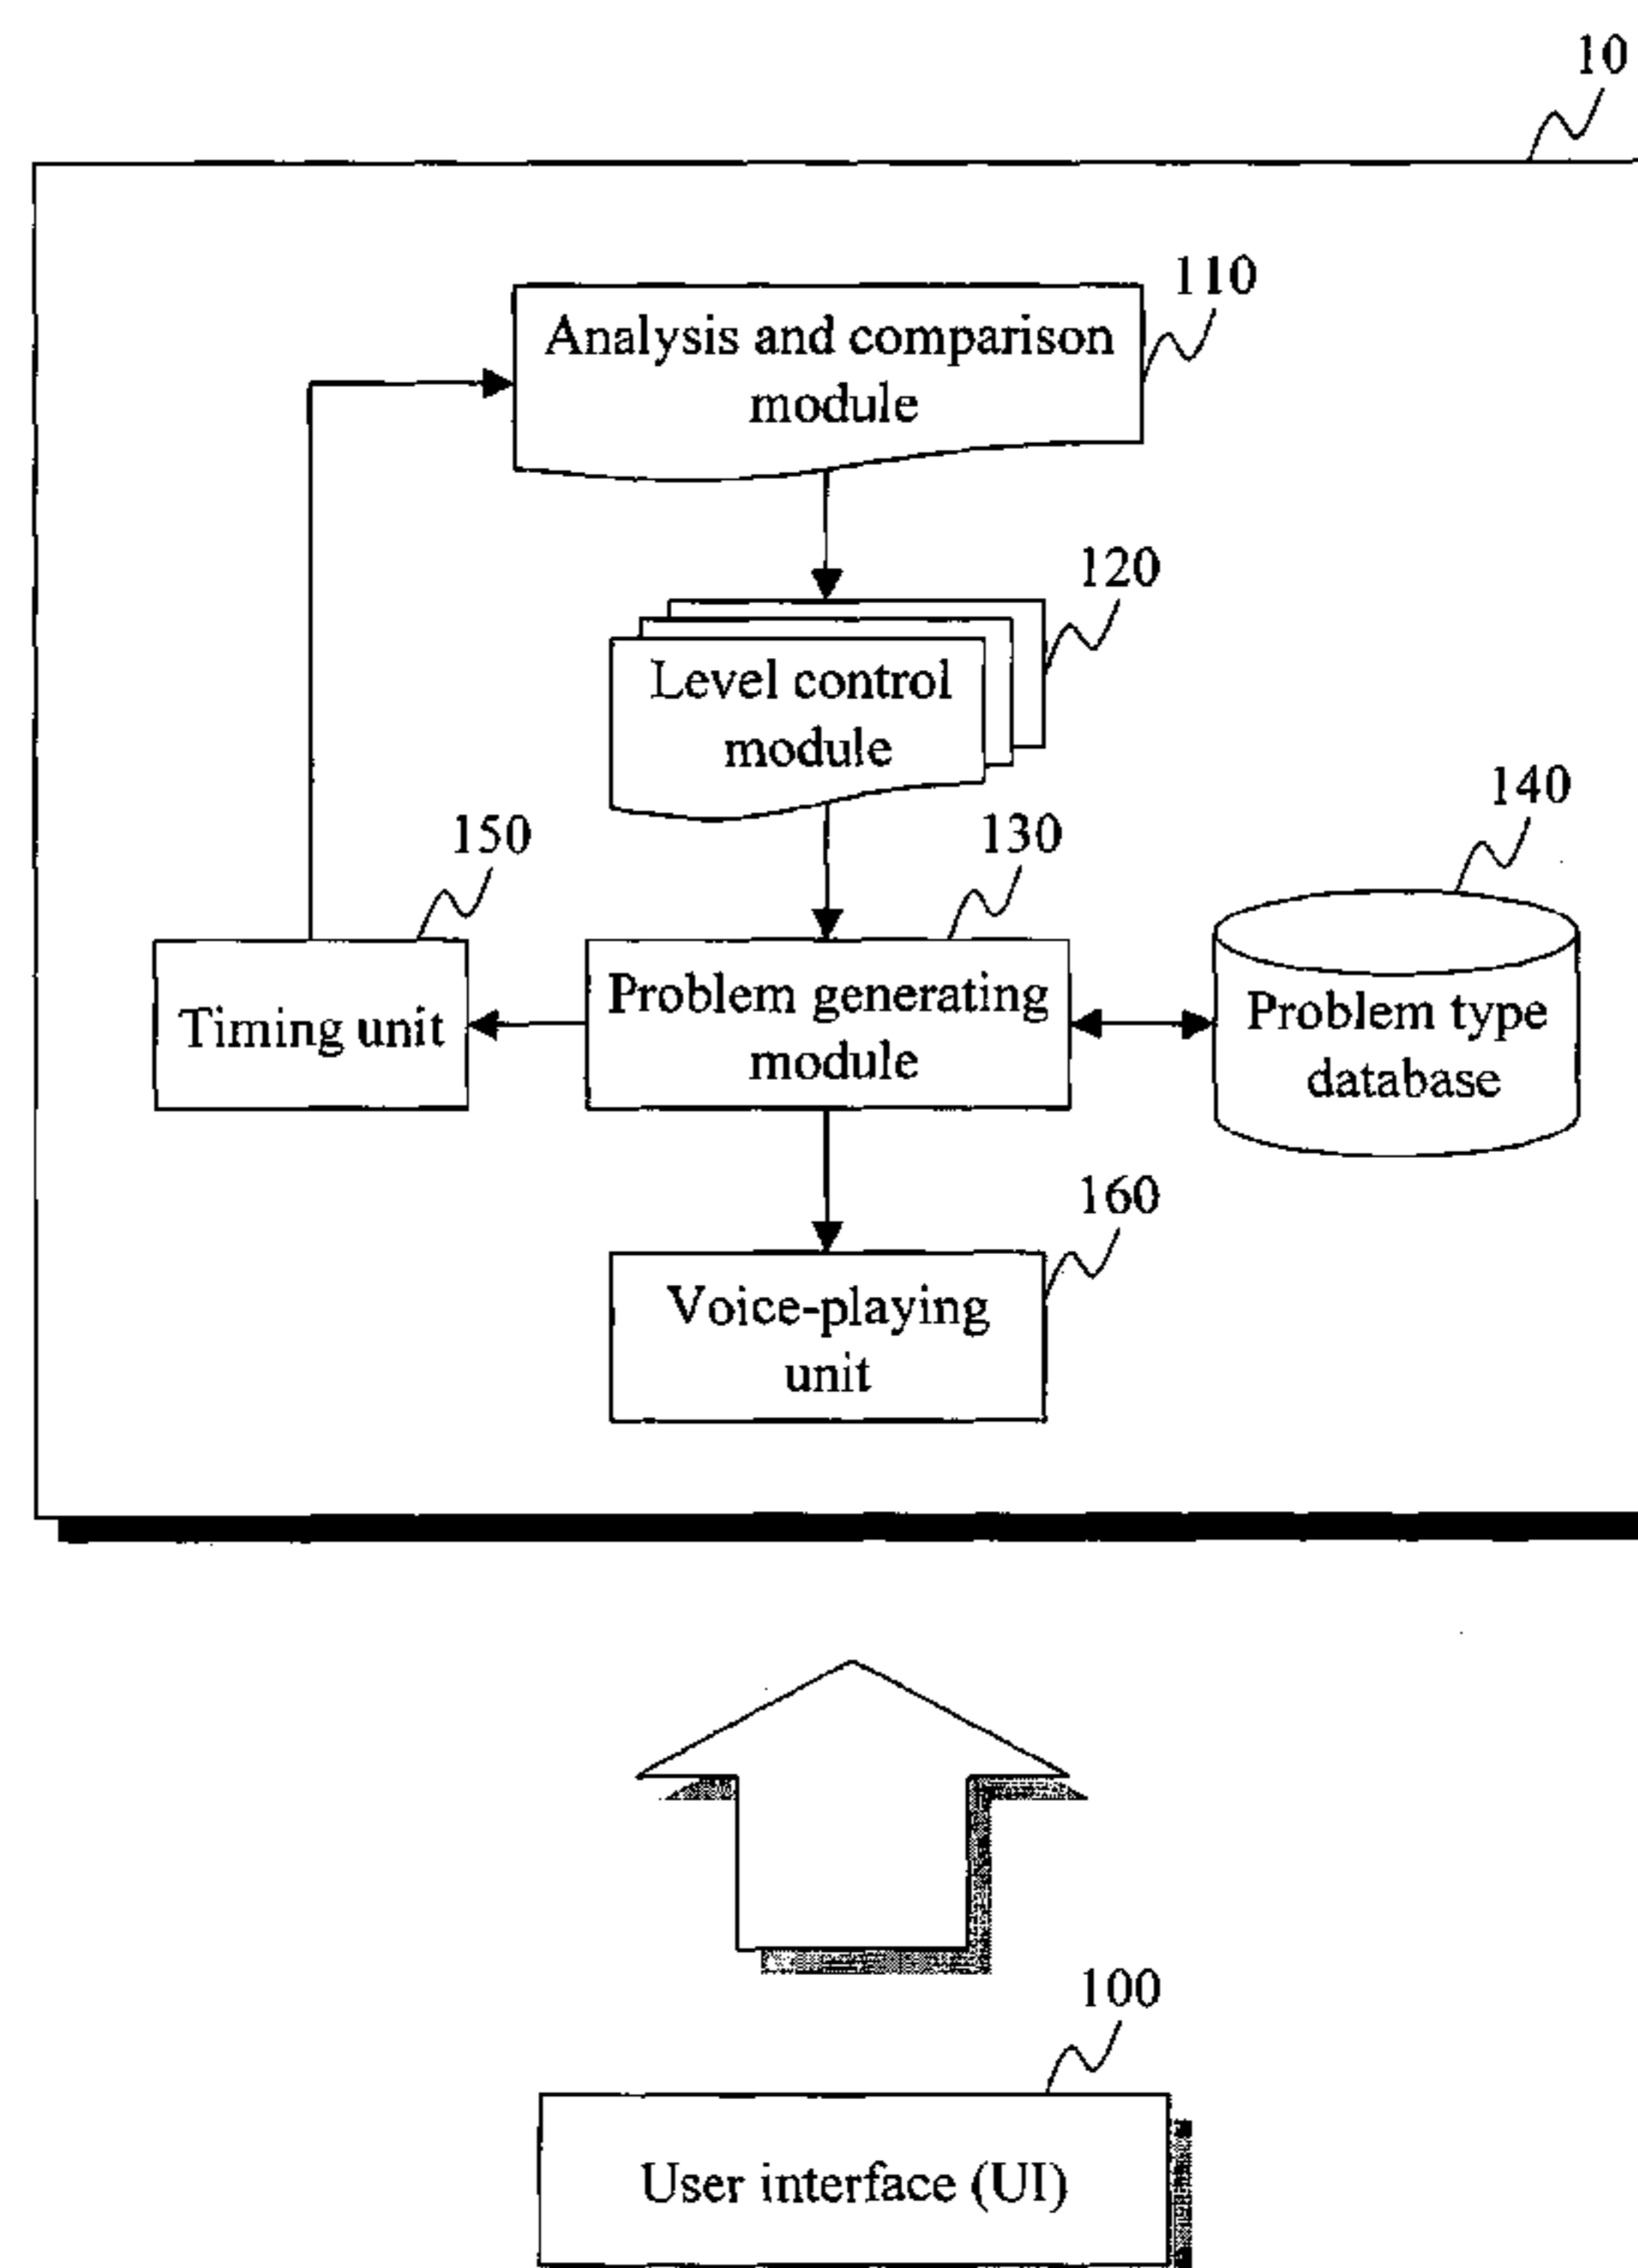 10
110
Analysis and comparison
module
120
Level control
module
140
150
130
Timing unit
Problem generating
module
Problem type
database
160
Voice-playing
unit
100
User interface (UI)